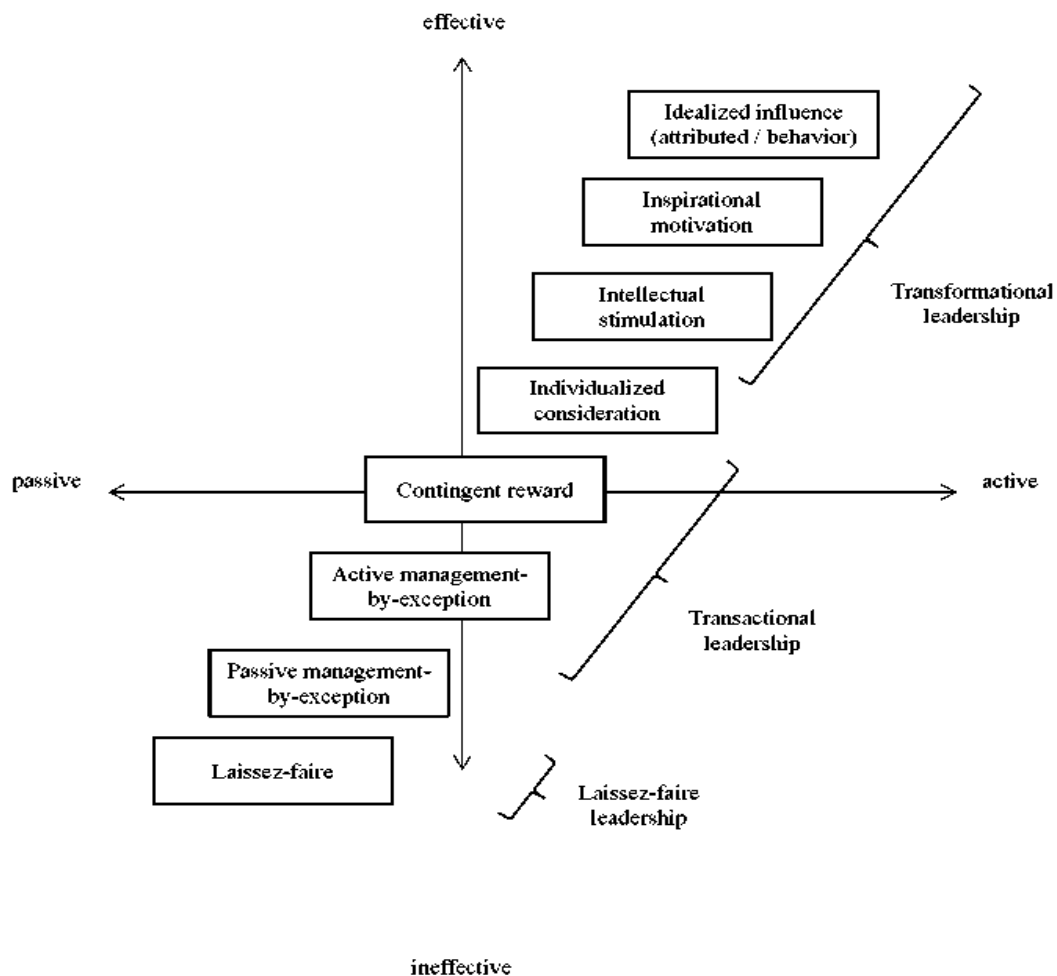 effective
Idealized influence
(attributed / behavior)
Inspirational
motivation
Intellectual
stimulation
Transformational
leadership
Individualized
consideration
passive
Contingent reward
active
Active management-
by-exception
Transactional
leadership
Passive management-
by-exception
Laissez-faire
Laissez-faire
leadership
ineffective